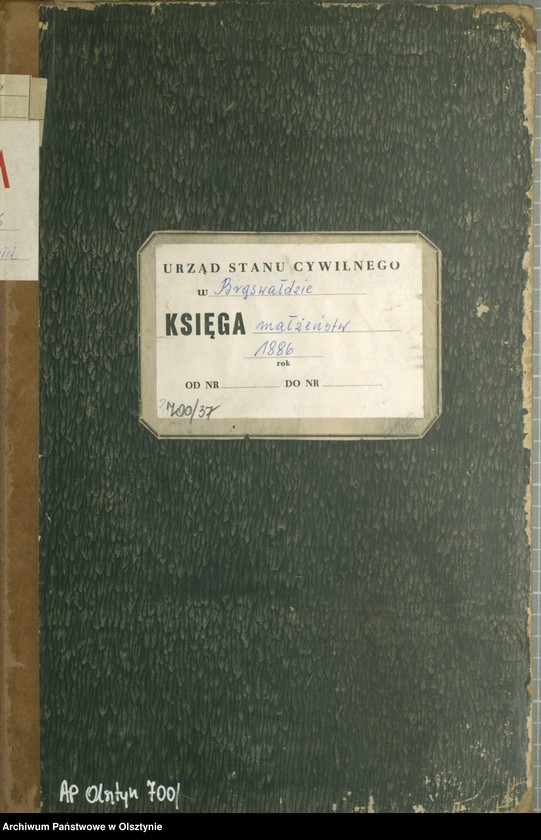 URZĄD STANU CYWILNEGO
w Brąswałdzie
KSIĘGA małżeństw
1886
rok
OD NR DO NR
700/37
AP Olsztyn 700/
Archiwum Państwowe w Olsztynie